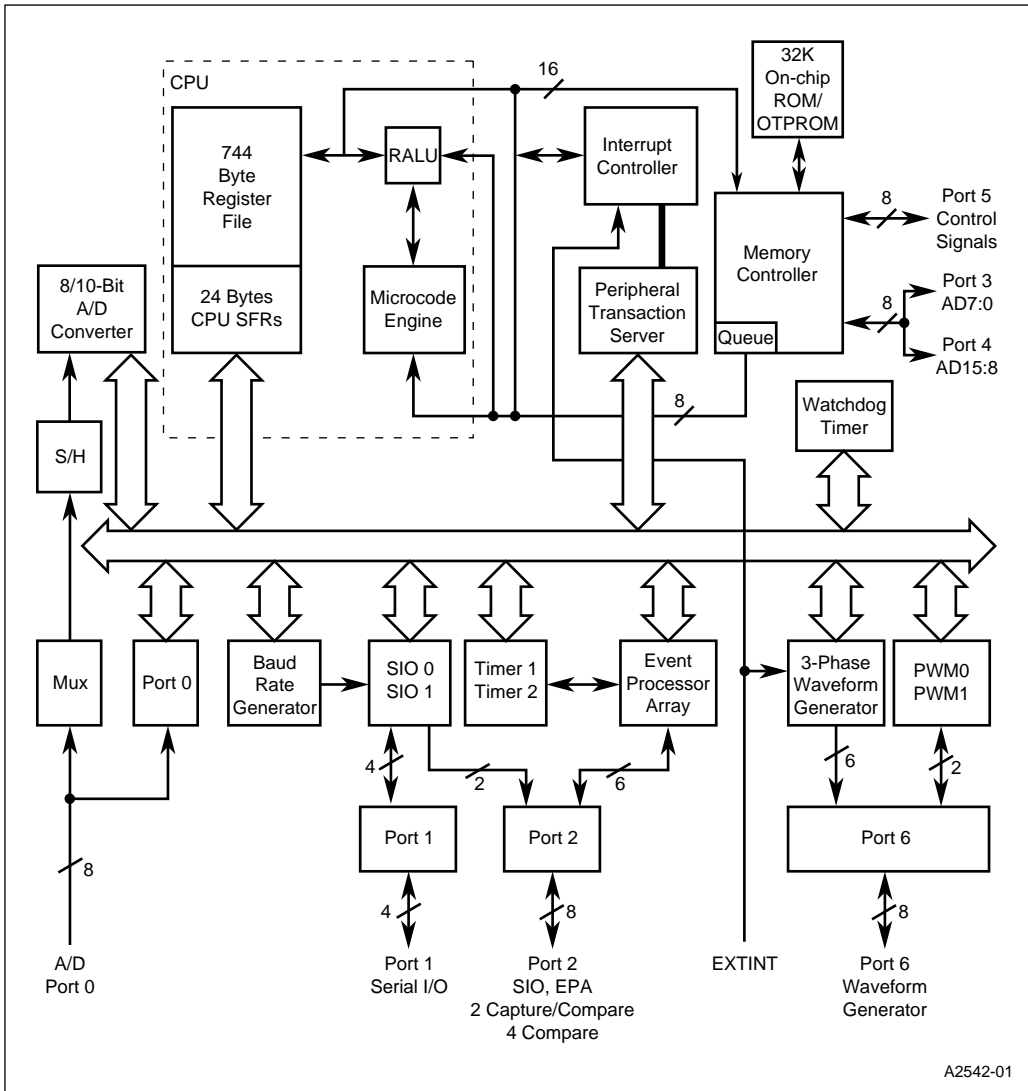 CPU
744
Byte
Register
File
24 Bytes
CPU SFRs
RALU
Microcode
Engine
16
Interrupt
Controller
Peripheral
Transaction
Server
32K
On-chip
ROM/
OTPROM
Memory
Controller
Queue
8
Port 5
Control
Signals
8
Port 3
AD7:0
Port 4
AD15:8
8
8/10-Bit
A/D
Converter
S/H
Watchdog
Timer
Mux
Port 0
Baud
Rate
Generator
SIO 0
SIO 1
Timer 1
Timer 2
Event
Processor
Array
3-Phase
Waveform
Generator
PWM0
PWM1
4
2
6
6
2
Port 1
Port 2
Port 6
8
4
8
8
A/D
Port 0
Port 1
Serial I/O
Port 2
SIO, EPA
2 Capture/Compare
4 Compare
EXTINT
Port 6
Waveform
Generator
A2542-01